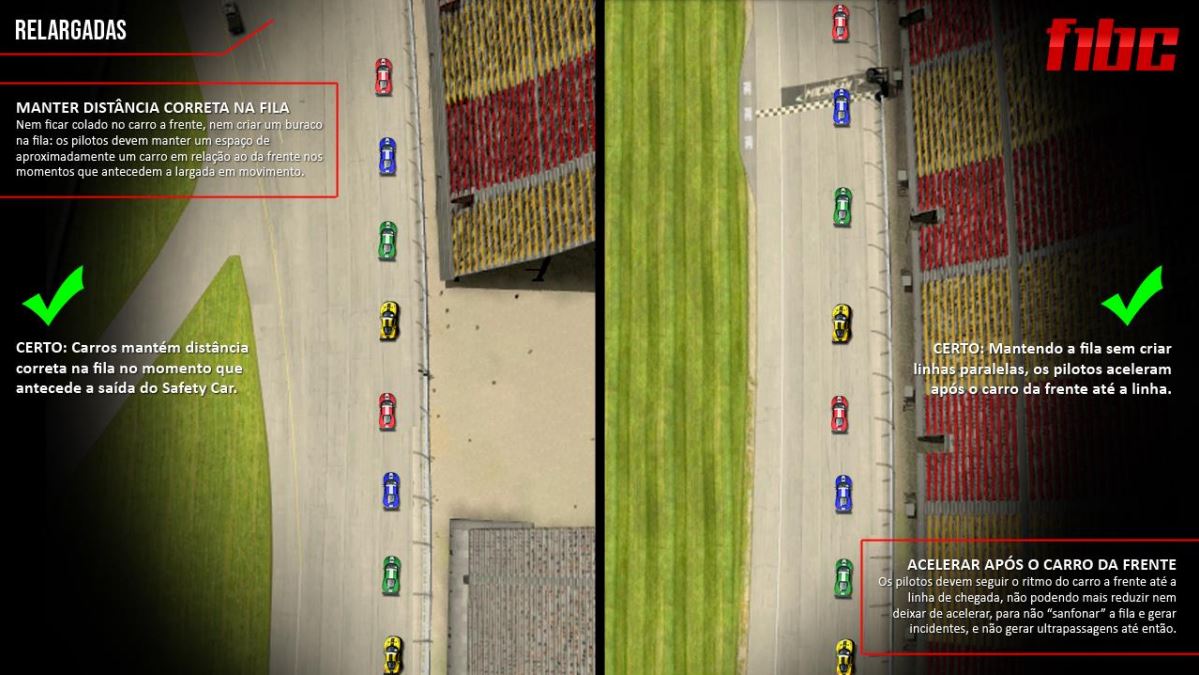 RELARGADAS
MANTER DISTÂNCIA CORRETA NA FILA
Nem ficar colado no carro a frente, nem criar um buraco
na fila: os pilotos devem manter um espaço de
aproximadamente um carro em relação ao da frente nos
momentos que antecedem a largada em movimento.
CERTO: Carros mantém distância
correta na fila no momento que
antecede a saída do Safety Car.
f1bc
CERTO: Mantendo a fila sem criar
linhas paralelas, os pilotos aceleram
após o carro da frente até a linha.
ACELERAR APÓS O CARRO DA FRENTE
Os pilotos devem seguir o ritmo do carro a frente até a
linha de chegada, não podendo mais reduzir nem
deixar de acelerar, para não “sanfonar” a fila e gerar
incidentes, e não gerar ultrapassagens até então.